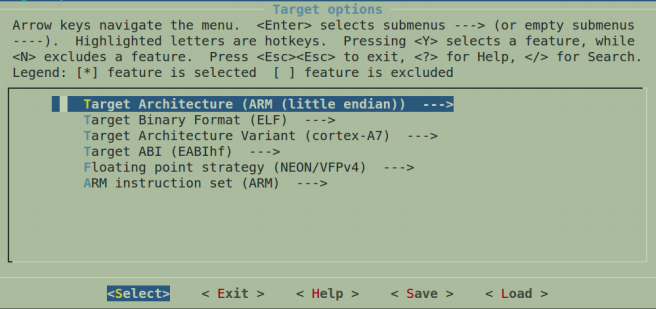 Target options
Arrow keys navigate the menu.  <Enter> selects submenus ---> (or empty submenus
----).  Highlighted letters are hotkeys.  Pressing <Y> selects a feature, while
<N> excludes a feature.  Press <Esc><Esc> to exit, <?> for Help, </> for Search.
Legend: [*] feature is selected  [ ] feature is excluded
Target Architecture (ARM (little endian))  --->
Target Binary Format (ELF)  --->
Target Architecture Variant (cortex-A7)  --->
Target ABI (EABIhf)  --->
Floating point strategy (NEON/VFPv4)  --->
ARM instruction set (ARM)  --->
<Select>    < Exit >    < Help >    < Save >    < Load >